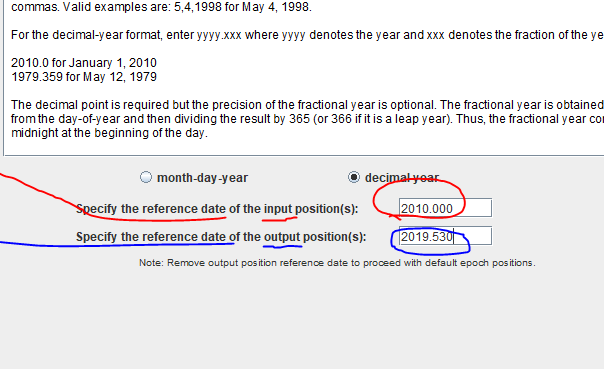 commas. Valid examples are: 5,4,1998 for May 4, 1998.
For the decimal-year format, enter yyyy.xxx where yyyy denotes the year and xxx denotes the fraction of the ye
2010.0 for January 1, 2010
1979.359 for May 12, 1979
The decimal point is required but the precision of the fractional year is optional. The fractional year is obtained
from the day-of-year and then dividing the result by 365 (or 366 if it is a leap year). Thus, the fractional year co
midnight at the beginning of the day.
month-day-year decimal-year
Specify the reference date of the input position(s): 2010.000
Specify the reference date of the output position(s): 2019.530
Note: Remove output position reference date to proceed with default epoch positions.